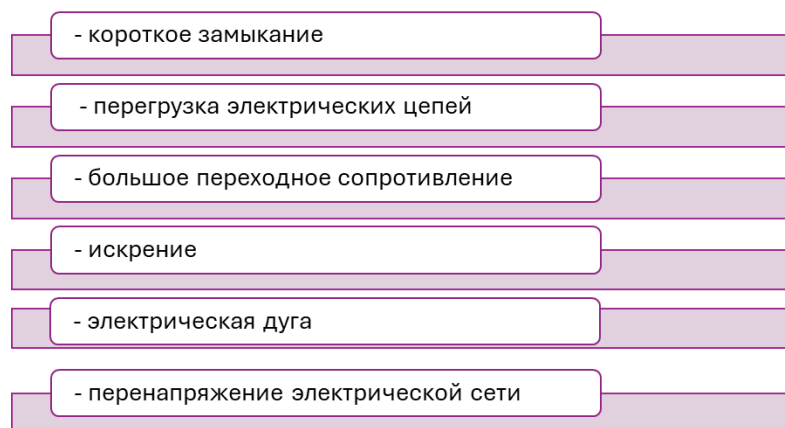 - короткое замыкание
- перегрузка электрических цепей
- большое переходное сопротивление
- искрение
- электрическая дуга
- перенапряжение электрической сети